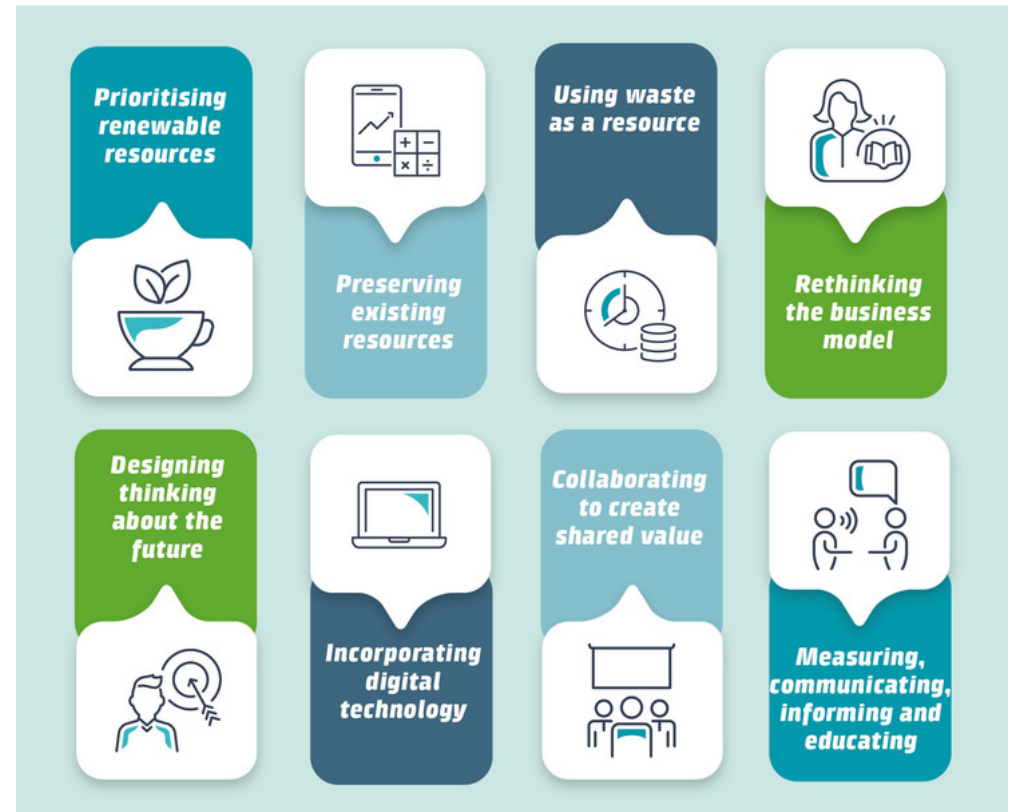 Prioritising
renewable
resources
Preserving
existing
resources
Using waste
as a resource
Rethinking
the business
model
Designing
thinking
about the
future
Incorporating
digital
technology
Collaborating
to create
shared value
Measuring,
communicating,
informing and
educating